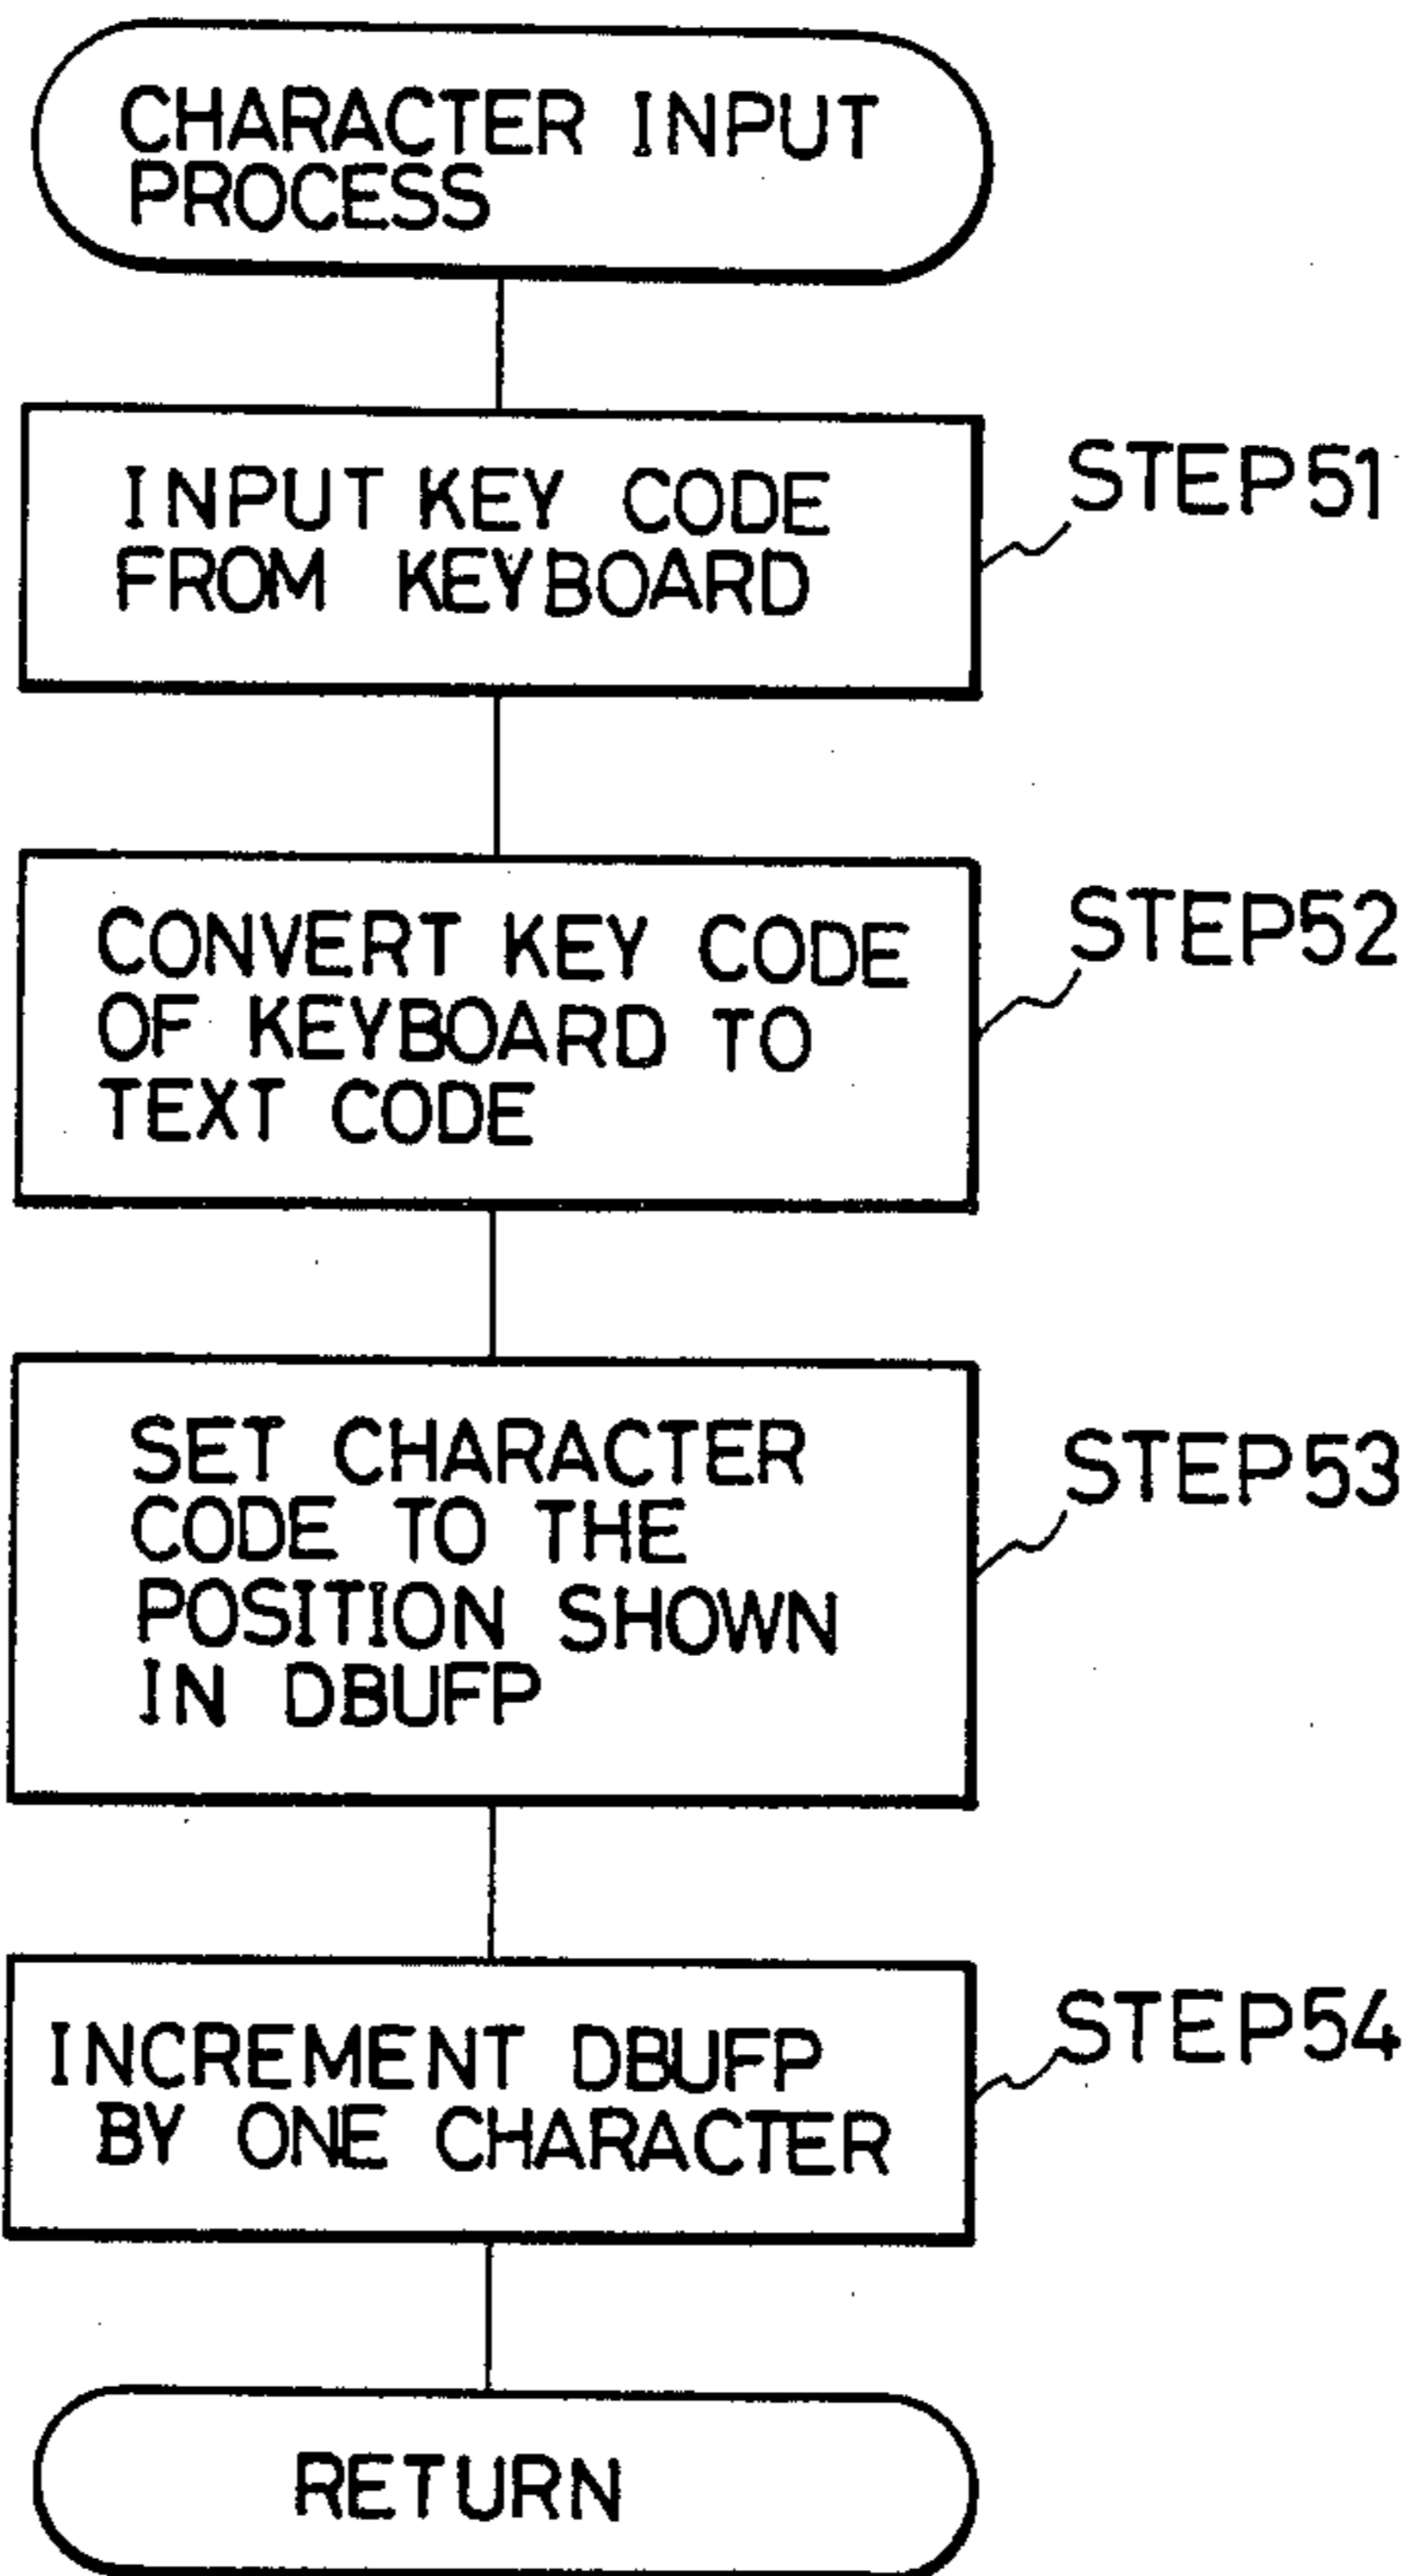 CHARACTER INPUT
PROCESS
INPUT KEY CODE
FROM KEYBOARD
STEP51
CONVERT KEY CODE
OF KEYBOARD TO
TEXT CODE
STEP52
SET CHARACTER
CODE TO THE
POSITION SHOWN
IN DBUFP
STEP53
INCREMENT DBUFP
BY ONE CHARACTER
STEP54
RETURN